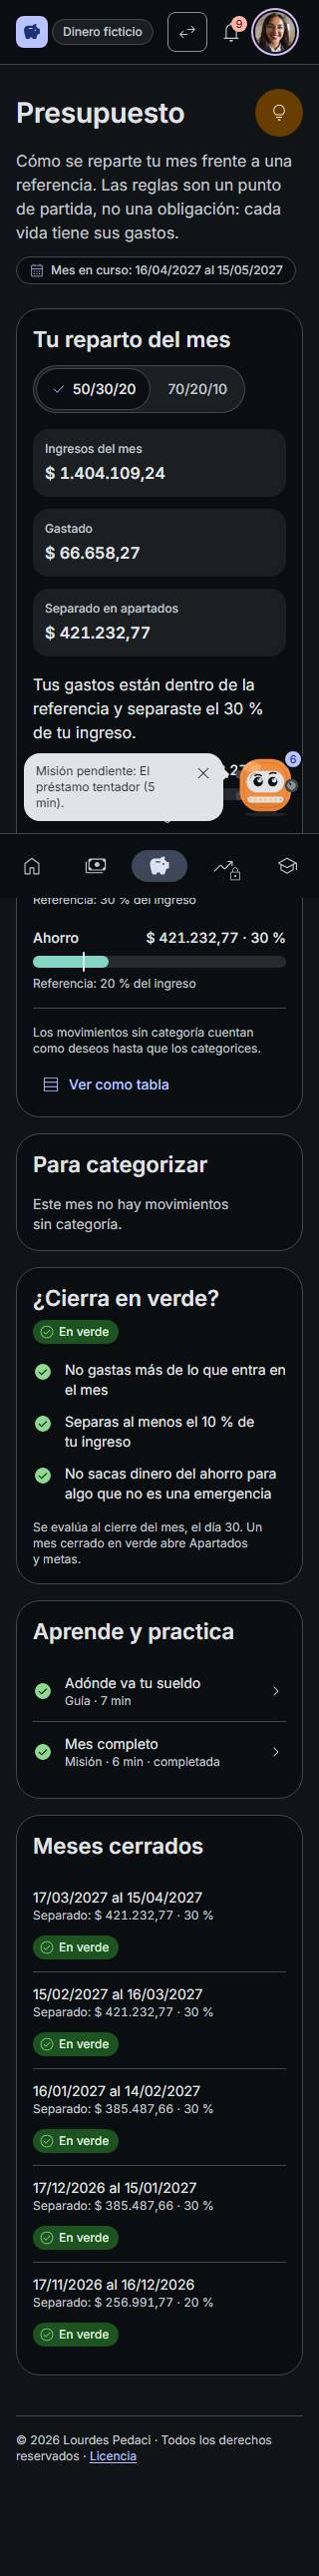 Dinero ficticio
9
Presupuesto
Cómo se reparte tu mes frente a una
referencia. Las reglas son un punto
de partida, no una obligación: cada
vida tiene sus gastos.
Mes en curso: 16/04/2027 al 15/05/2027
Tu reparto del mes
50/30/20
70/20/10
Ingresos del mes
$ 1.404.109,24
Gastado
$ 66.658,27
Separado en apartados
$ 421.232,77
Tus gastos están dentro de la
referencia y separaste el 30 %
de tu ingreso.
6
Misión pendiente: El
préstamo tentador (5
min).
Referencia: 30 % del ingreso
Ahorro
$ 421.232,77 · 30 %
Referencia: 20 % del ingreso
Los movimientos sin categoría cuentan
como deseos hasta que los categorices.
Ver como tabla
Para categorizar
Este mes no hay movimientos
sin categoría.
¿Cierra en verde?
En verde
No gastas más de lo que entra en
el mes
Separas al menos el 10 % de
tu ingreso
No sacas dinero del ahorro para
algo que no es una emergencia
Se evalúa al cierre del mes, el día 30. Un
mes cerrado en verde abre Apartados
y metas.
Aprende y practica
Adónde va tu sueldo
Guía · 7 min
Mes completo
Misión · 6 min · completada
Meses cerrados
17/03/2027 al 15/04/2027
Separado: $ 421.232,77 · 30 %
En verde
15/02/2027 al 16/03/2027
Separado: $ 421.232,77 · 30 %
En verde
16/01/2027 al 14/02/2027
Separado: $ 385.487,66 · 30 %
En verde
17/12/2026 al 15/01/2027
Separado: $ 385.487,66 · 30 %
En verde
17/11/2026 al 16/12/2026
Separado: $ 256.991,77 · 20 %
En verde
© 2026 Lourdes Pedaci · Todos los derechos
reservados · Licencia